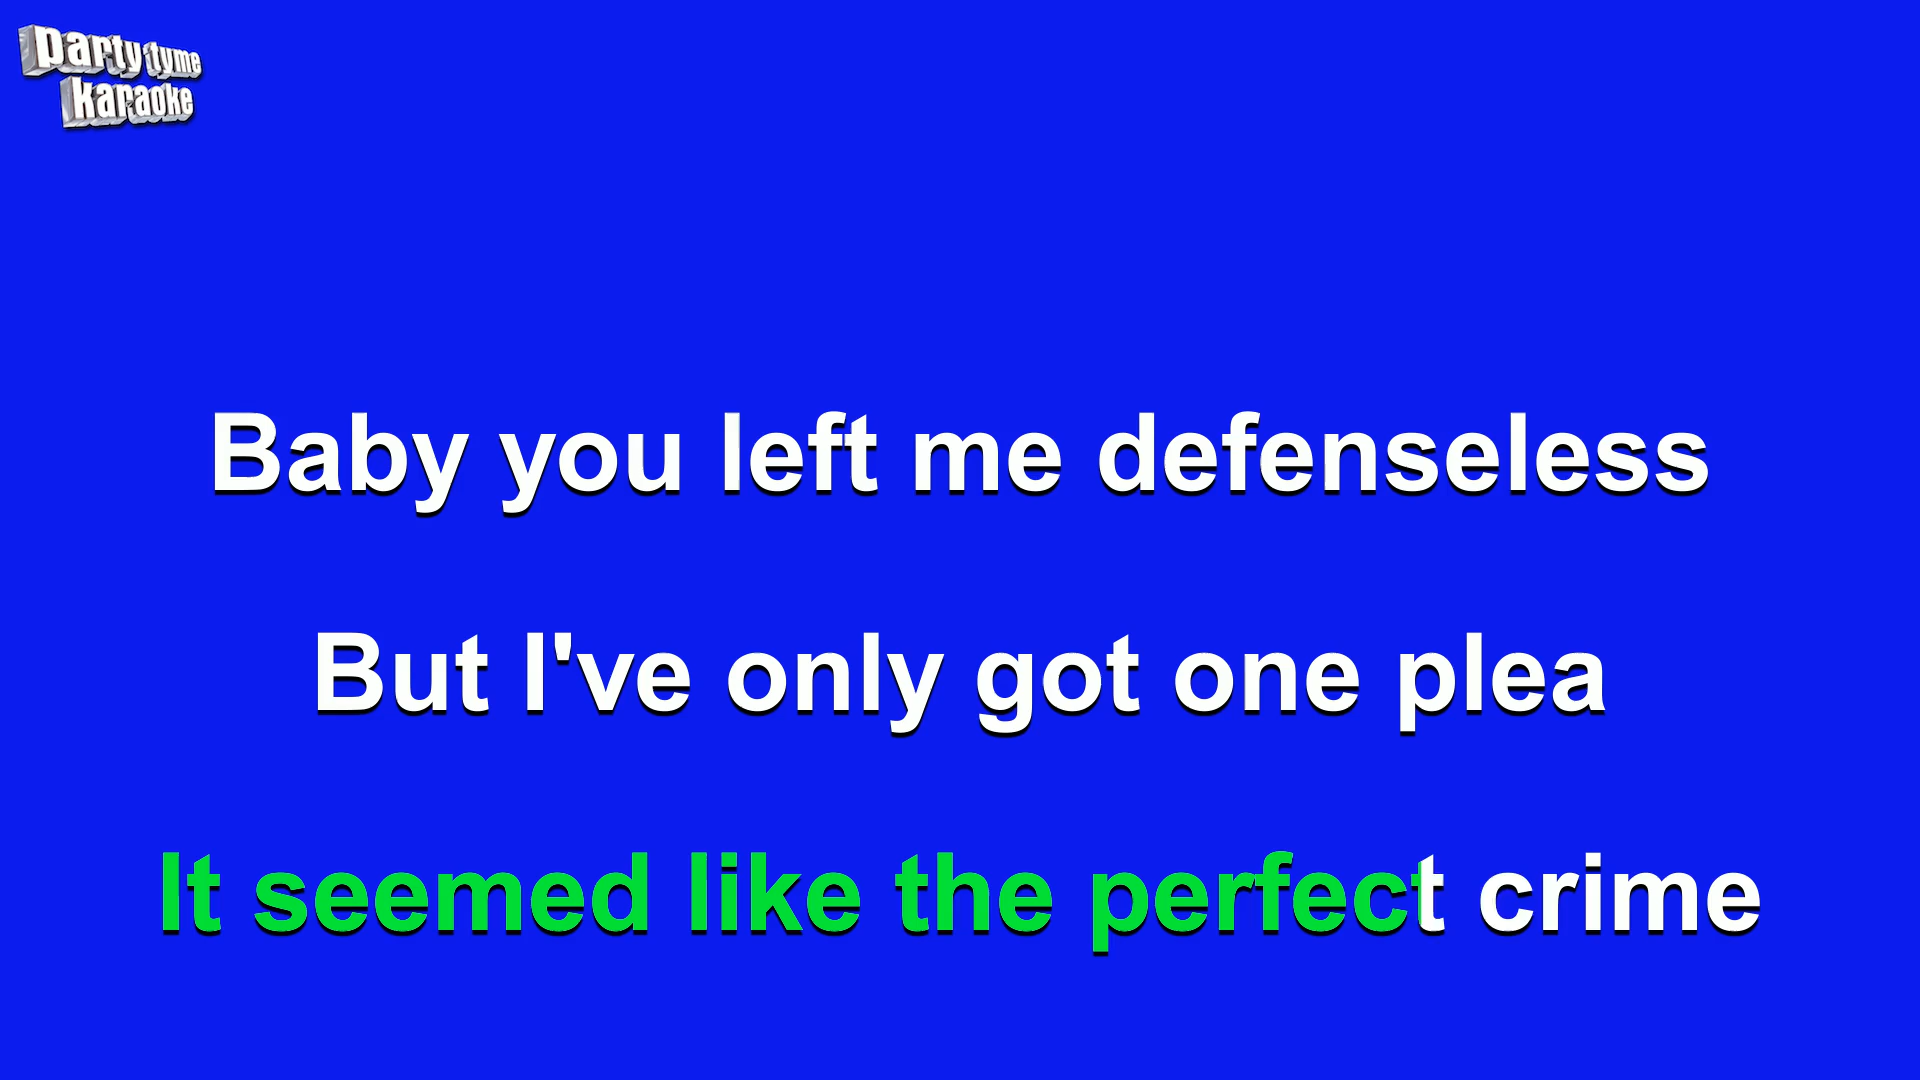 party tyme
karaoke
Baby you left me defenseless
But I've only got one plea
It seemed like the perfect crime